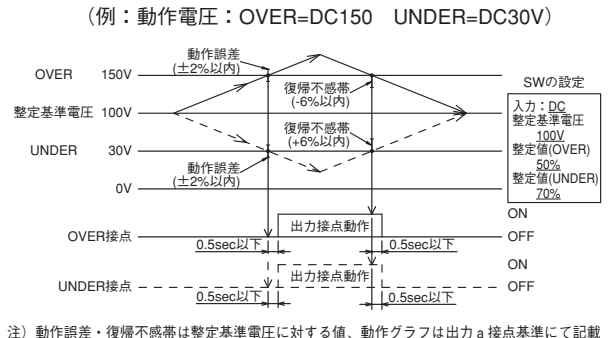 (例：動作電圧：OVER=DC150　UNDER=DC30V)
動作誤差
(±2%以内)
OVER 150V
復帰不感帯
(-6%以内)
SWの設定
整定基準電圧 100V
入力：DC
整定基準電圧
100V
整定値(OVER)
50%
整定値(UNDER)
70%
復帰不感帯
(+6%以内)
UNDER 30V
動作誤差
(±2%以内)
0V
ON
出力接点動作
OVER接点 OFF
0.5sec以下 0.5sec以下
ON
出力接点動作
UNDER接点 OFF
0.5sec以下 0.5sec以下
注）動作誤差・復帰不感帯は整定基準電圧に対する値、動作グラフは出力a接点基準にて記載